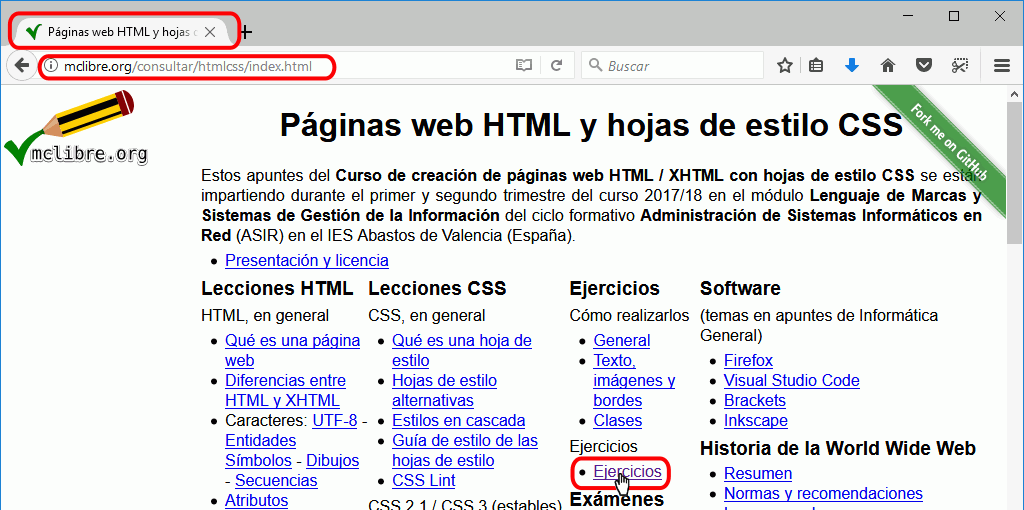 Páginas web HTML y hojas d
mclibre.org/consultar/htmlcss/index.html
Buscar
mclibre.org
Fork me on GitHub
Páginas web HTML y hojas de estilo CSS
Estos apuntes del Curso de creación de páginas web HTML / XHTML con hojas de estilo CSS se están
impartiendo durante el primer y segundo trimestre del curso 2017/18 en el módulo Lenguaje de Marcas y
Sistemas de Gestión de la Información del ciclo formativo Administración de Sistemas Informáticos en
Red (ASIR) en el IES Abastos de Valencia (España).
Presentación y licencia
Lecciones HTML
HTML, en general
Qué es una página
web
Diferencias entre
HTML y XHTML
Caracteres: UTF-8 -
Entidades
Símbolos - Dibujos
- Secuencias
Atributos
Lecciones CSS
CSS, en general
Qué es una hoja de
estilo
Hojas de estilo
alternativas
Estilos en cascada
Guía de estilo de las
hojas de estilo
CSS Lint
CSS 2.1 / CSS 3 (estables)
Ejercicios
Cómo realizarlos
General
Texto,
imágenes y
bordes
Clases
Ejercicios
Ejercicios
Exámenes
Software
(temas en apuntes de Informática
General)
Firefox
Visual Studio Code
Brackets
Inkscape
Historia de la World Wide Web
Resumen
Normas y recomendaciones